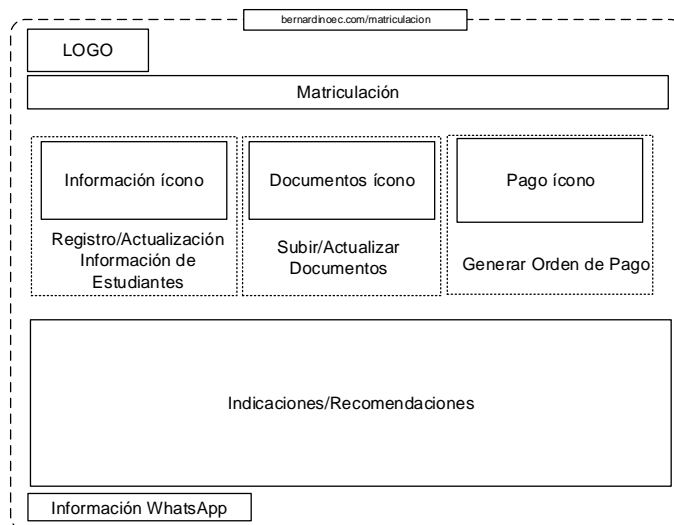 bernardinoec.com/matriculacion
LOGO
Matriculación
Información ícono
Documentos ícono
Pago ícono
Registro/Actualización
Información de
Estudiantes
Subir/Actualizar
Documentos
Generar Orden de Pago
Indicaciones/Recomendaciones
Información WhatsApp